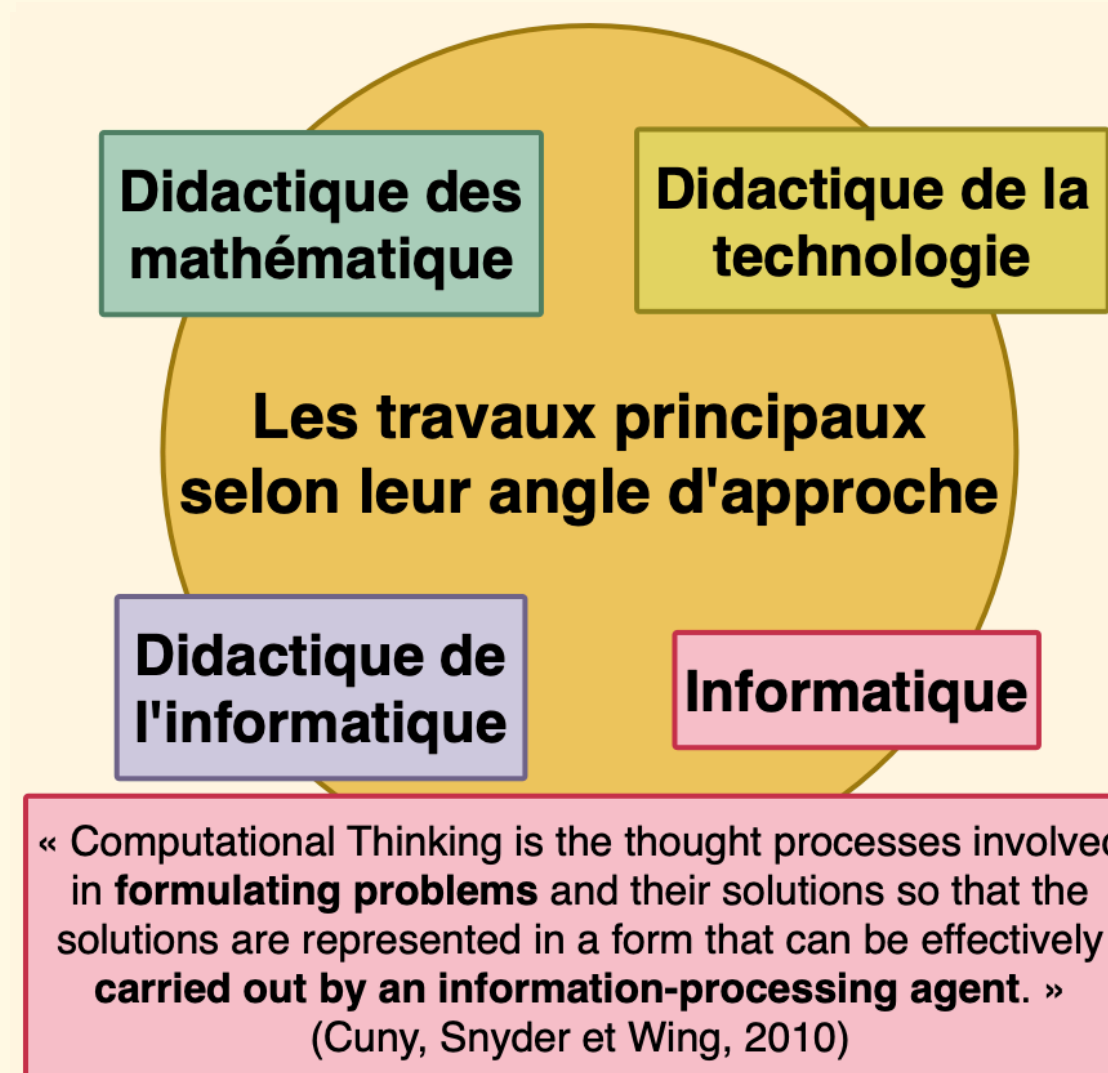 Didactique des
mathématique
Didactique de la
technologie
Les travaux principaux
selon leur angle d'approche
Didactique de
l'informatique
Informatique
« Computational Thinking is the thought processes involved
in formulating problems and their solutions so that the
solutions are represented in a form that can be effectively
carried out by an information-processing agent. »
(Cuny, Snyder et Wing, 2010)